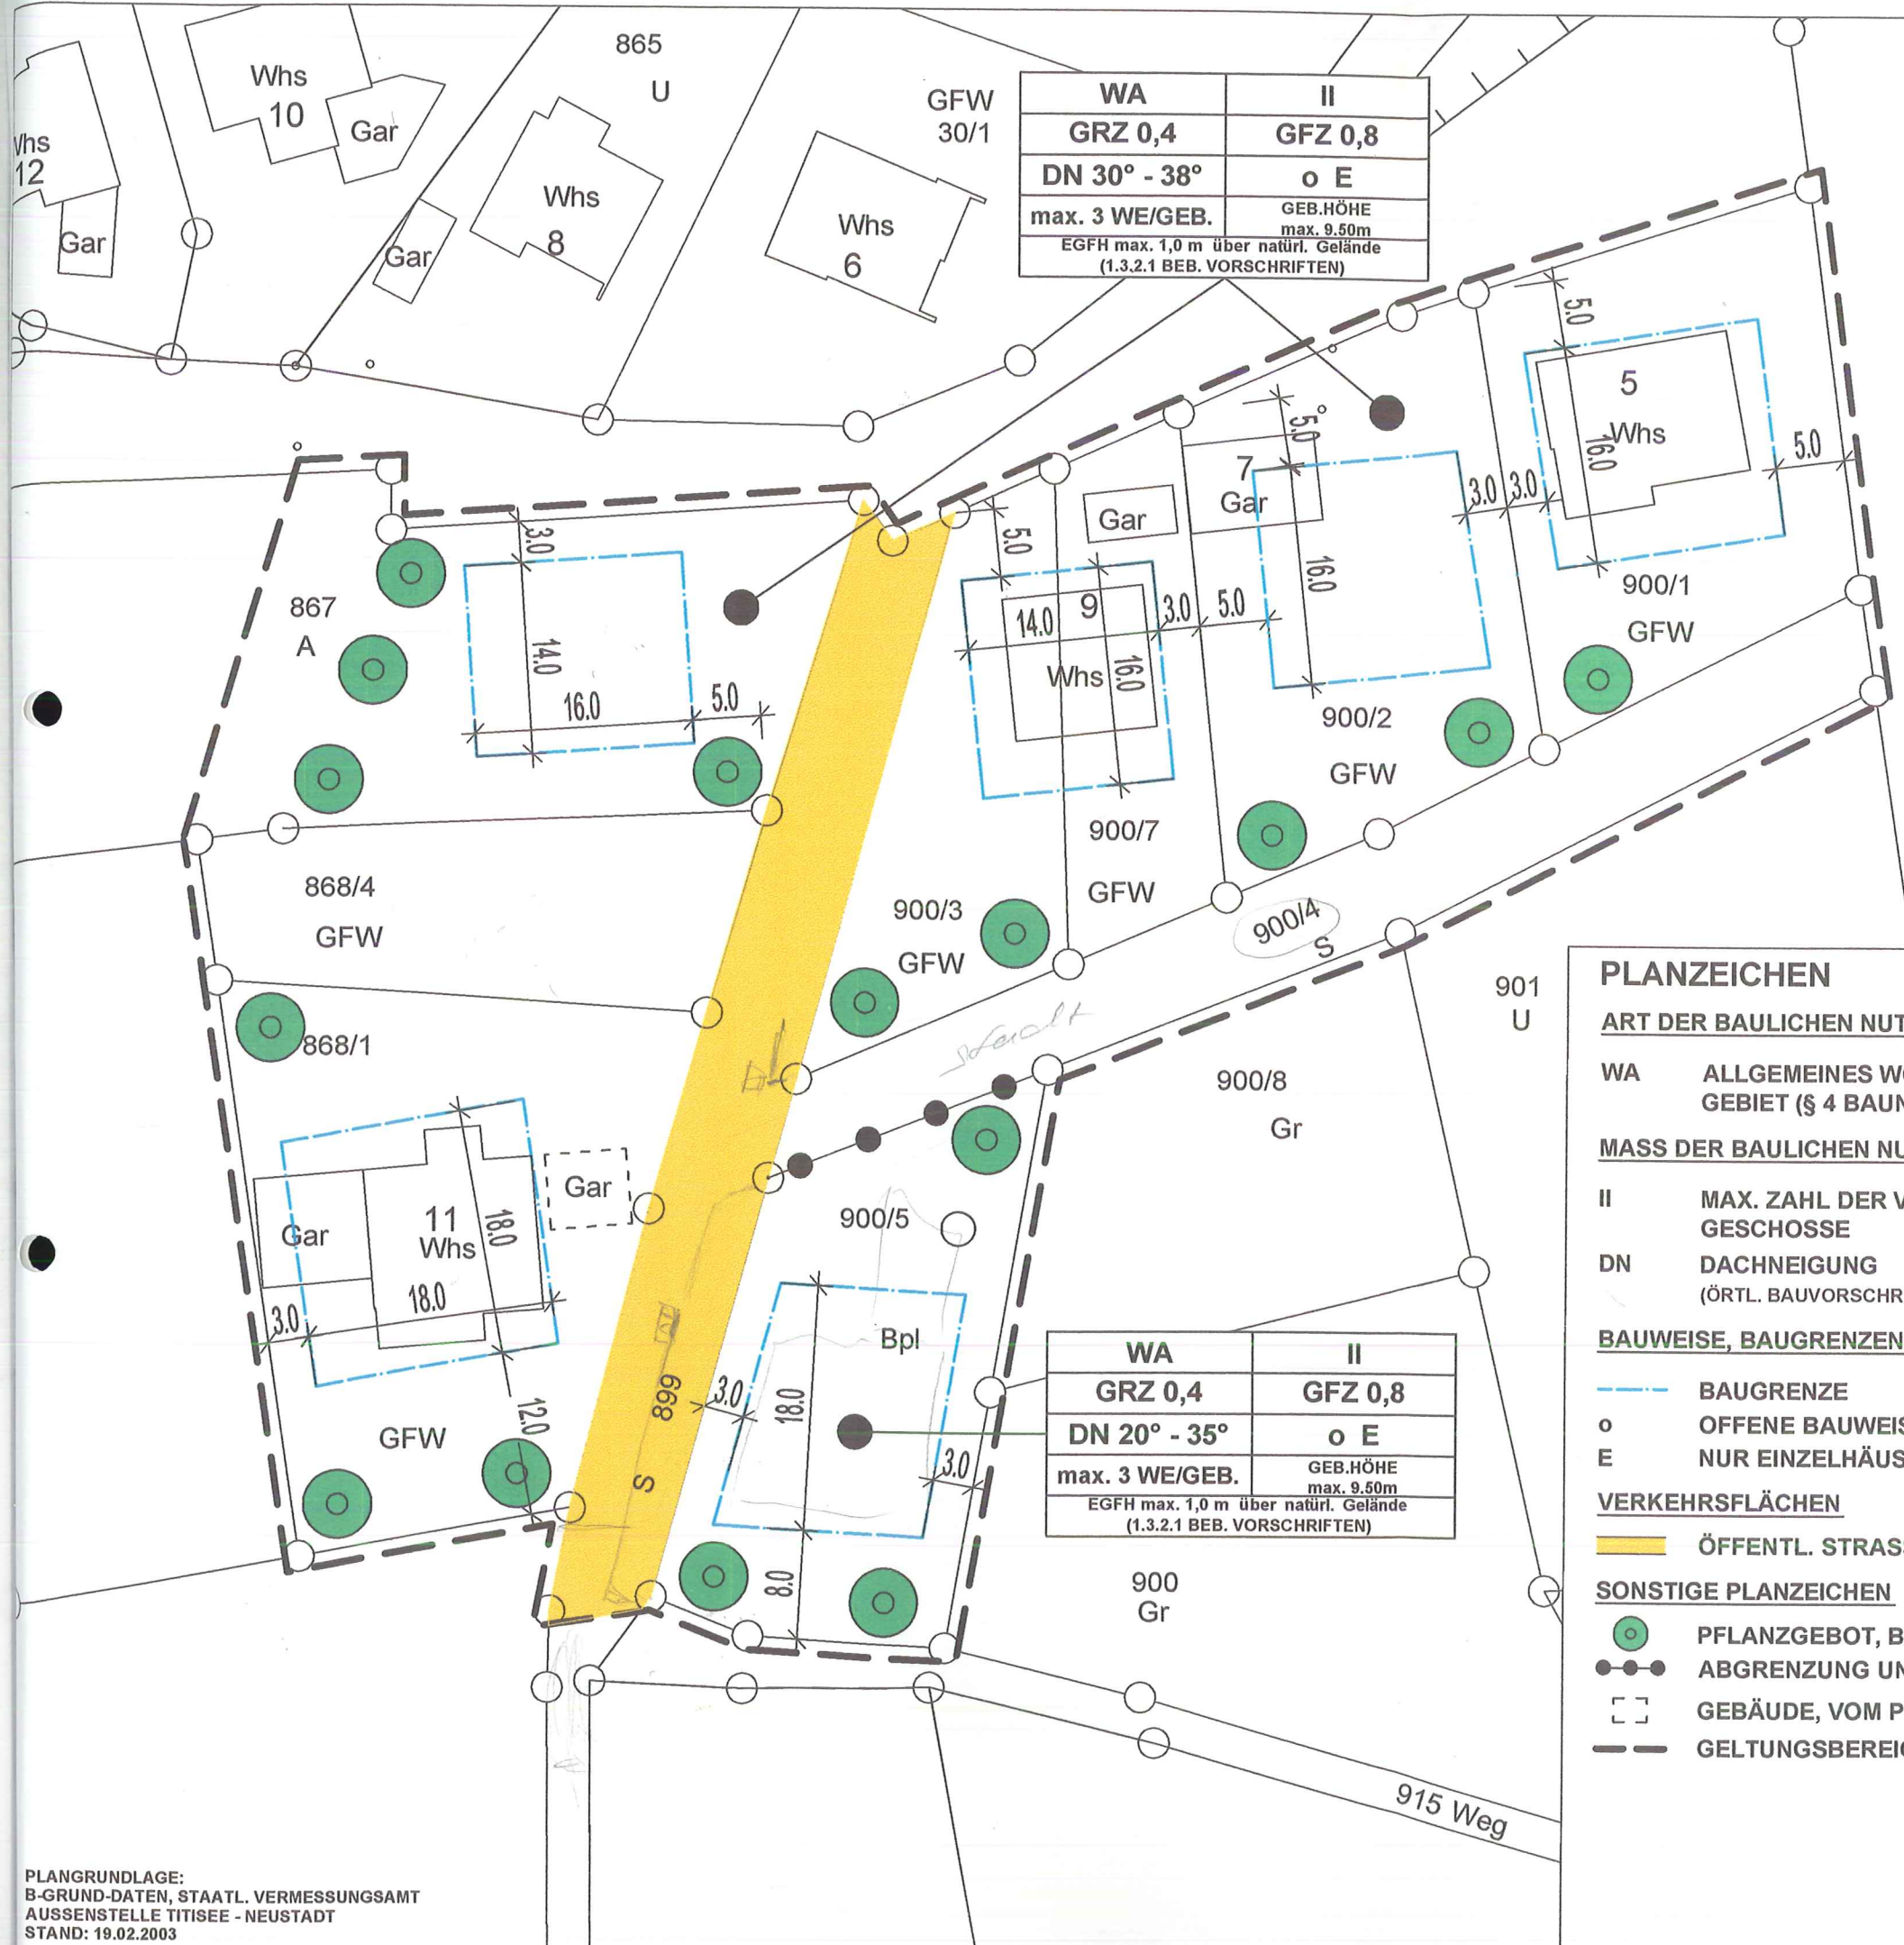 865
U
Whs
10
Gar
Whs
12
Gar
Whs
8
Gar
Whs
6
GFW
30/1
WA II
GRZ 0,4 GFZ 0,8
DN 30° - 38° o E
max. 3 WE/GEB. GEB.HÖHE
max. 9.50m
EGFH max. 1,0 m über natürl. Gelände
(1.3.2.1 BEB. VORSCHRIFTEN)
5.0
5
Whs
16.0
5.0
3.0 3.0
900/1
GFW
5.0
7
Gar
16.0
900/2
GFW
Gar
5.0
14.0
9
3.0
5.0
Whs
16.0
900/7
GFW
867
A
3.0
14.0
16.0
5.0
868/4
GFW
900/3
GFW
900/4
S
901
U
868/1
Gar
11
Whs
18.0
18.0
3.0
Gar
12.0
GFW
899
S
900/5
Bpl
3.0
18.0
3.0
8.0
900/8
Gr
WA II
GRZ 0,4 GFZ 0,8
DN 20° - 35° o E
max. 3 WE/GEB. GEB.HÖHE
max. 9.50m
EGFH max. 1,0 m über natürl. Gelände
(1.3.2.1 BEB. VORSCHRIFTEN)
900
Gr
915 Weg
PLANZEICHEN
ART DER BAULICHEN NUT
WA ALLGEMEINES WO
GEBIET (§ 4 BAUN
MASS DER BAULICHEN NU
II MAX. ZAHL DER V
GESCHOSSE
DN DACHNEIGUNG
(ÖRTL. BAUVORSCHR
BAUWEISE, BAUGRENZEN
BAUGRENZE
o OFFENE BAUWEIS
E NUR EINZELHÄUS
VERKEHRSFLÄCHEN
ÖFFENTL. STRASS
SONSTIGE PLANZEICHEN
PFLANZGEBOT, B
ABGRENZUNG UN
GEBÄUDE, VOM P
GELTUNGSBEREIC
PLANGRUNDLAGE:
B-GRUND-DATEN, STAATL. VERMESSUNGSAMT
AUSSENSTELLE TITISEE - NEUSTADT
STAND: 19.02.2003